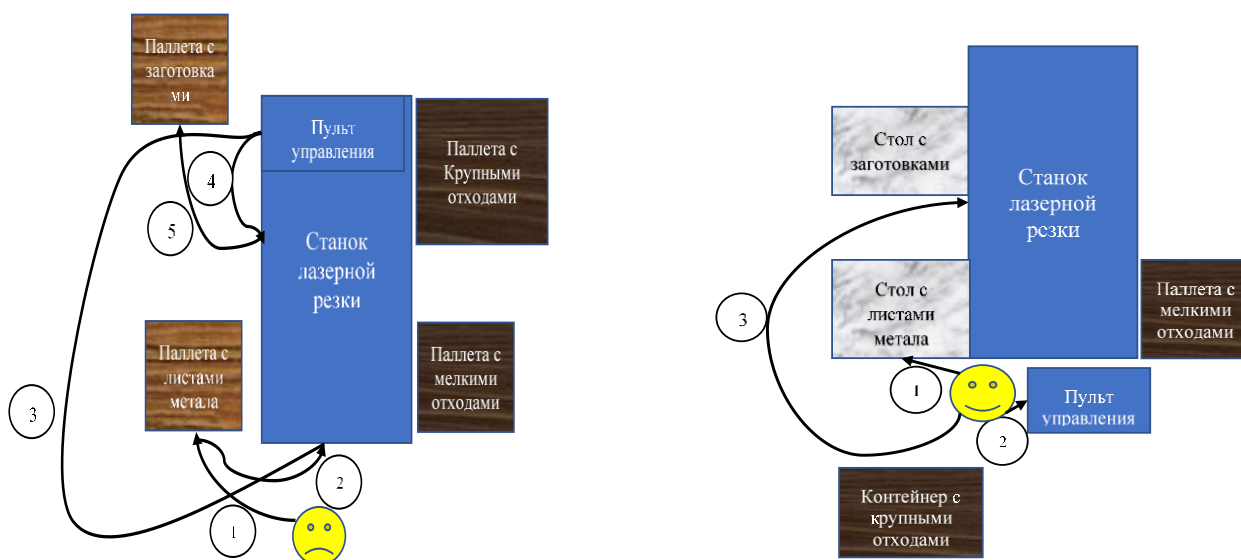 Паллета с
заготовка
ми
Пульт
управления
Паллета с
Крупными
отходами
4
5
Станок
лазерной
резки
Паллета с
листами
метала
Паллета с
мелкими
отходами
3
2
1
Станок
лазерной
резки
Стол с
заготовками
Стол с
листами
метала
Паллета с
мелкими
отходами
3
1
Пульт
управления
2
Контейнер с
крупными
отходами